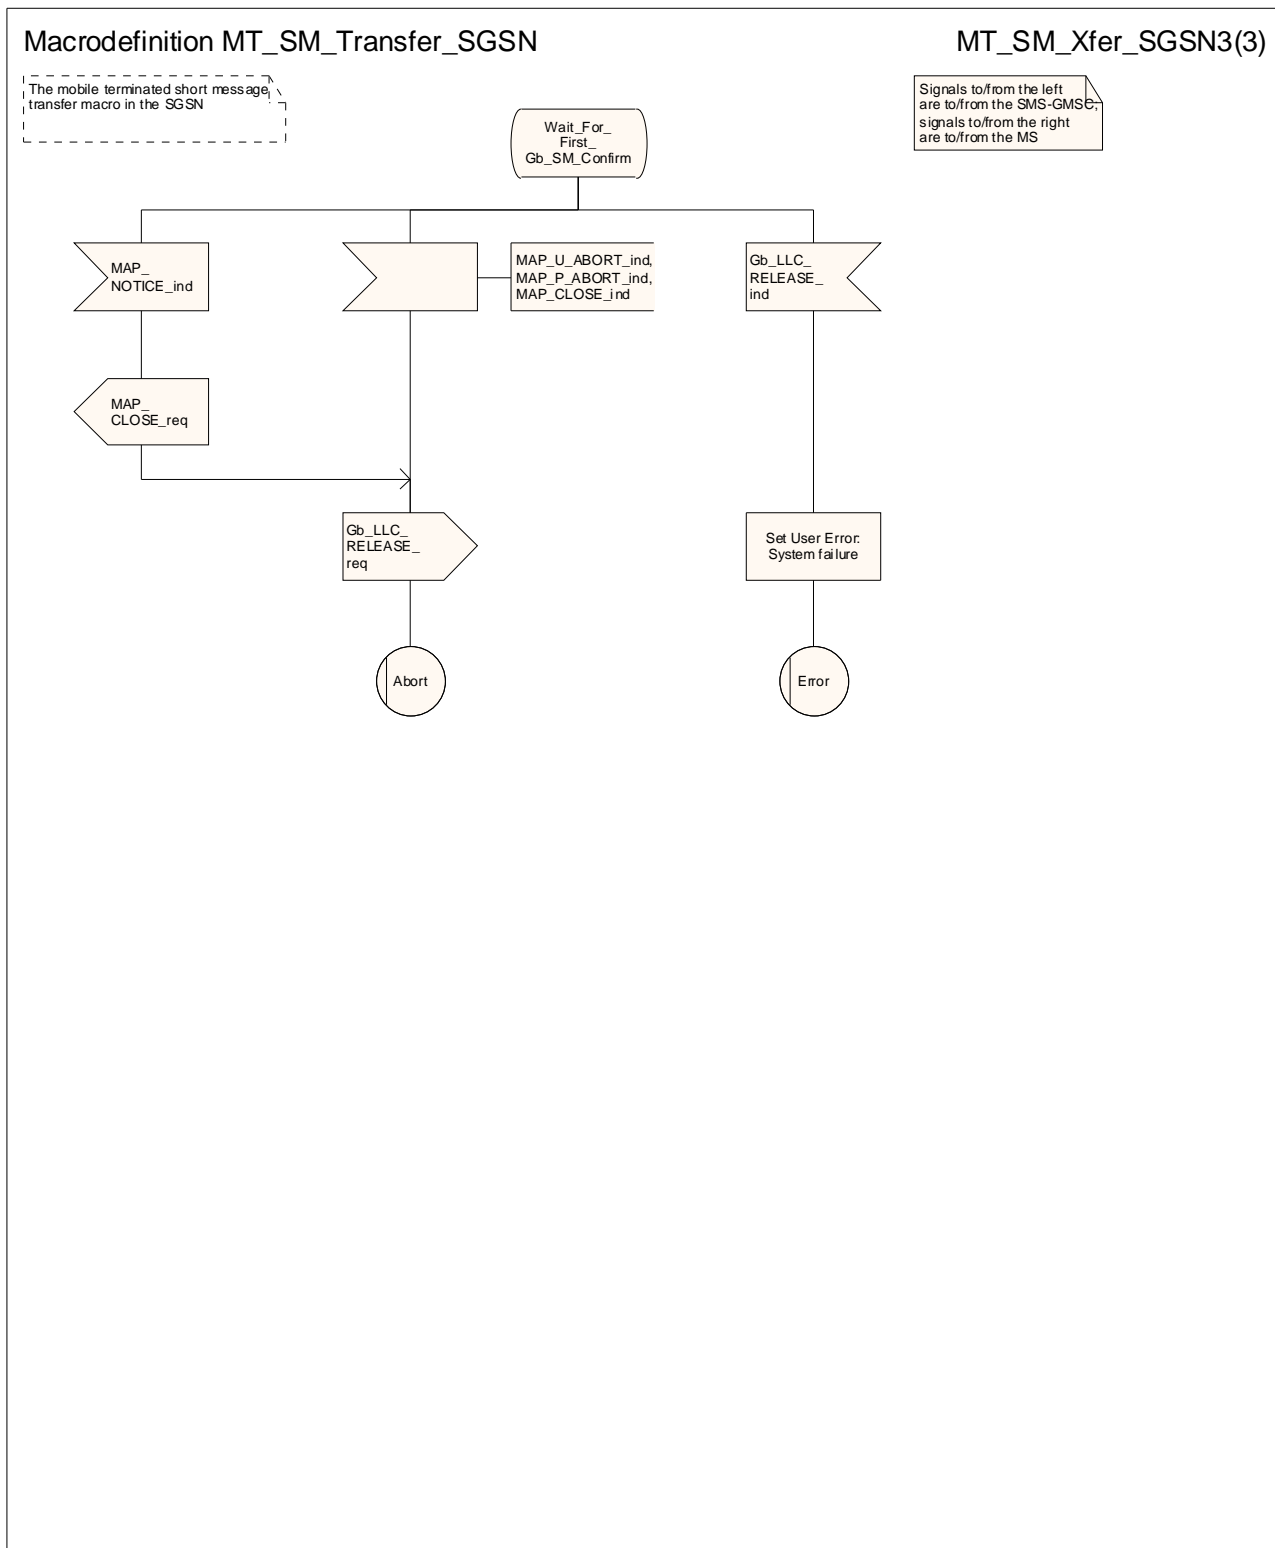 Macrodefinition MT_SM_Transfer_SGSN
MT_SM_Xfer_SGSN3(3)
The mobile terminated short message
transfer macro in the SGSN
Signals to/from the left
are to/from the SMS-GMSC;
signals to/from the right
are to/from the MS
Wait_For_
First_
Gb_SM_Confirm
MAP_
NOTICE_ind
MAP_U_ABORT_ind,
MAP_P_ABORT_ind,
MAP_CLOSE_ind
Gb_LLC_
RELEASE_
ind
MAP_
CLOSE_req
Gb_LLC_
RELEASE_
req
Set User Error:
System failure
Abort
Error